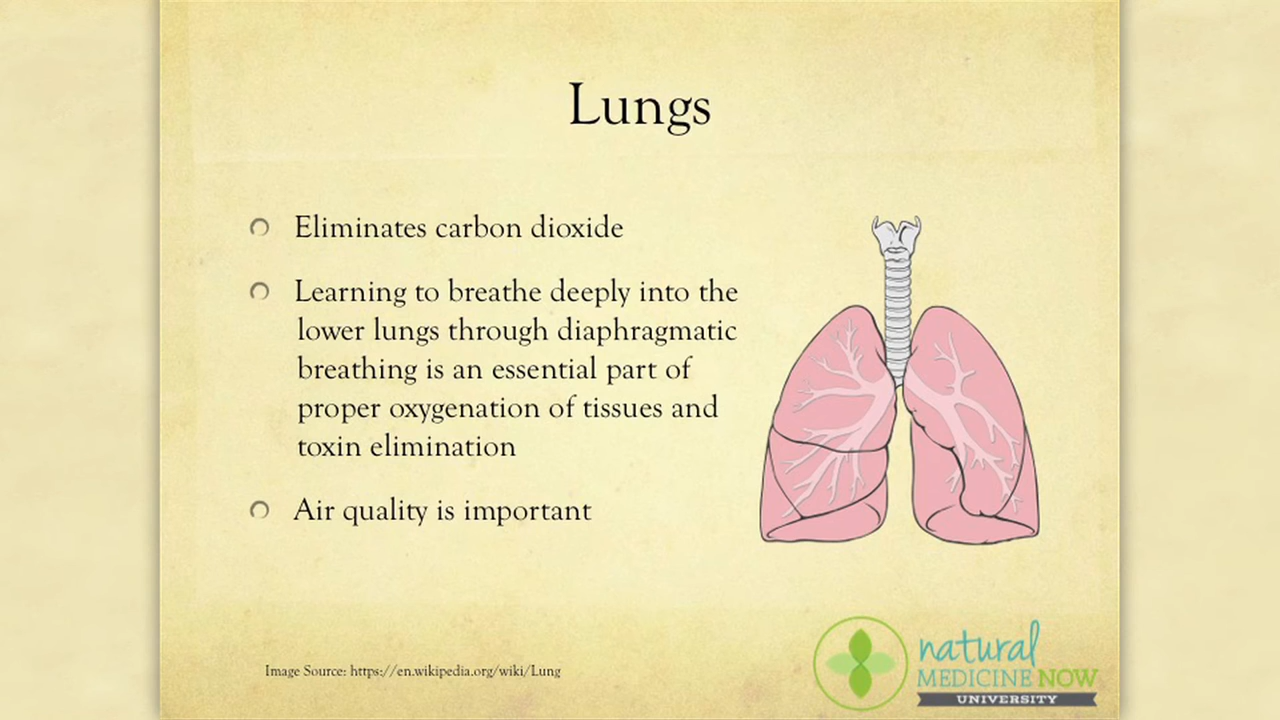 Lungs
Eliminates carbon dioxide
Learning to breathe deeply into the
lower lungs through diaphragmatic
breathing is an essential part of
proper oxygenation of tissues and
toxin elimination
Air quality is important
Image Source: https://en.wikipedia.org/wiki/Lung
natural
MEDICINE NOW
UNIVERSITY